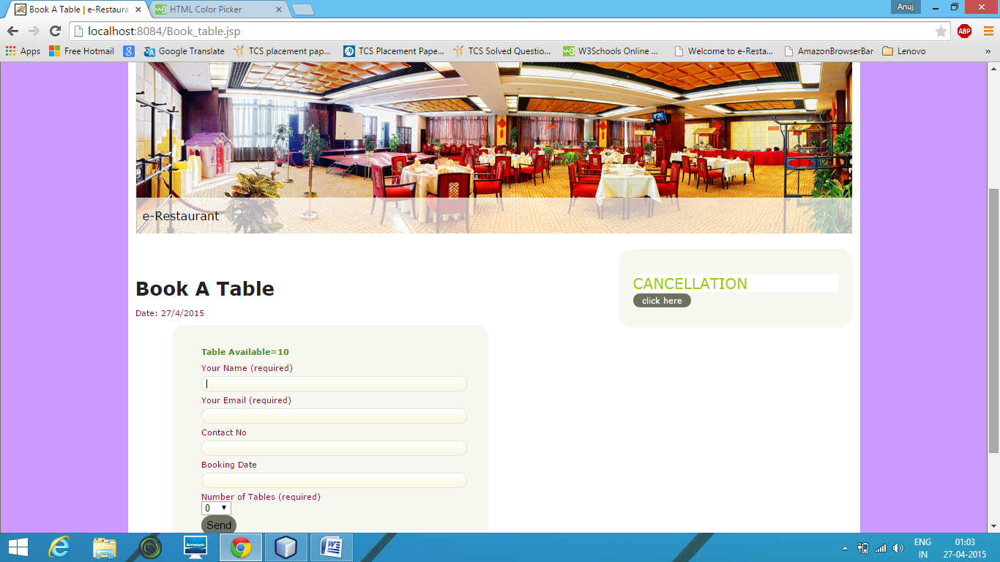 Book A Table | e-Restaura
HTML Color Picker
Anuj
localhost:8084/Book_table.jsp
ABP
Apps
Free Hotmail
Google Translate
TCS placement pap...
TCS Placement Pape...
TCS Solved Questio...
W3Schools Online ...
Welcome to e-Resta...
AmazonBrowserBar
Lenovo
»
e-Restaurant
CANCELLATION
click here
Book A Table
Date: 27/4/2015
Table Available=10
Your Name (required)
Your Email (required)
Contact No
Booking Date
Number of Tables (required)
0
Send
lenovo
ENG
IN
01:03
27-04-2015